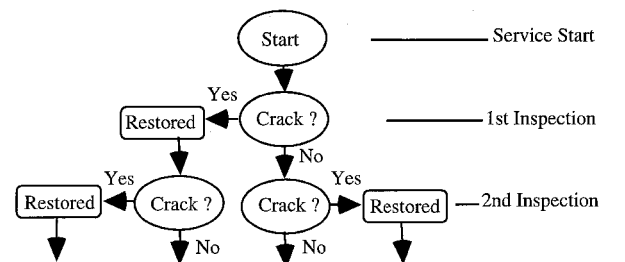 Start
Service Start
Yes
Restored
Crack ?
1st Inspection
No
Yes
Yes
Restored
Crack ?
Crack ?
Restored
2nd Inspection
No
No